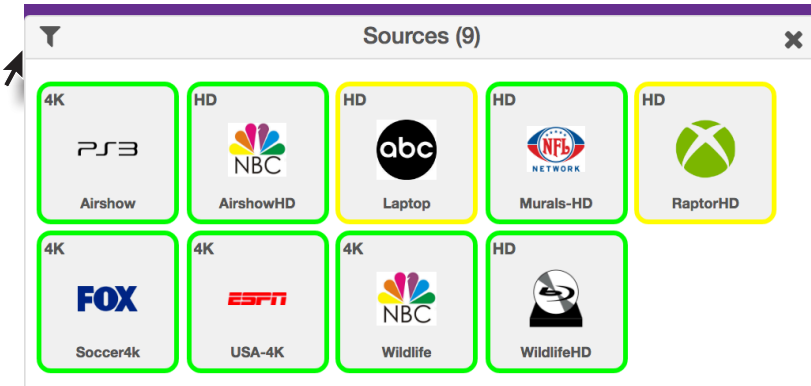 Sources (9)
4K
PS3
Airshow
HD
NBC
AirshowHD
HD
abc
Laptop
HD
NFL
NETWORK
Murals-HD
HD
RaptorHD
4K
FOX
Soccer4k
4K
ESPN
USA-4K
4K
NBC
Wildlife
HD
WildlifeHD